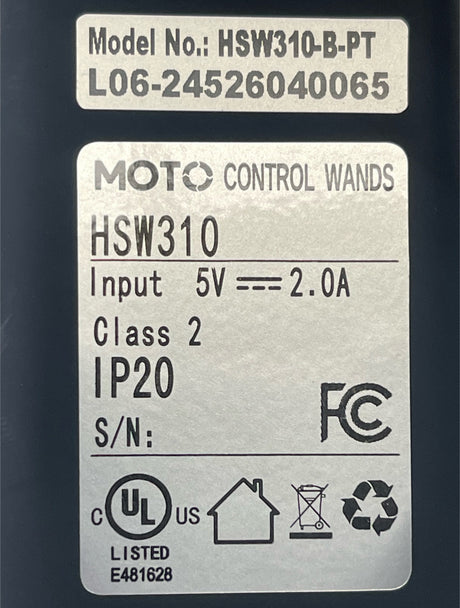 Model No.: HSW310-B-PT
L06-24526040065
MOTO CONTROL WANDS
HSW310
Input 5V ⎓ 2.0A
Class 2
IP20
S/N:
FC
C UL US
LISTED
E481628